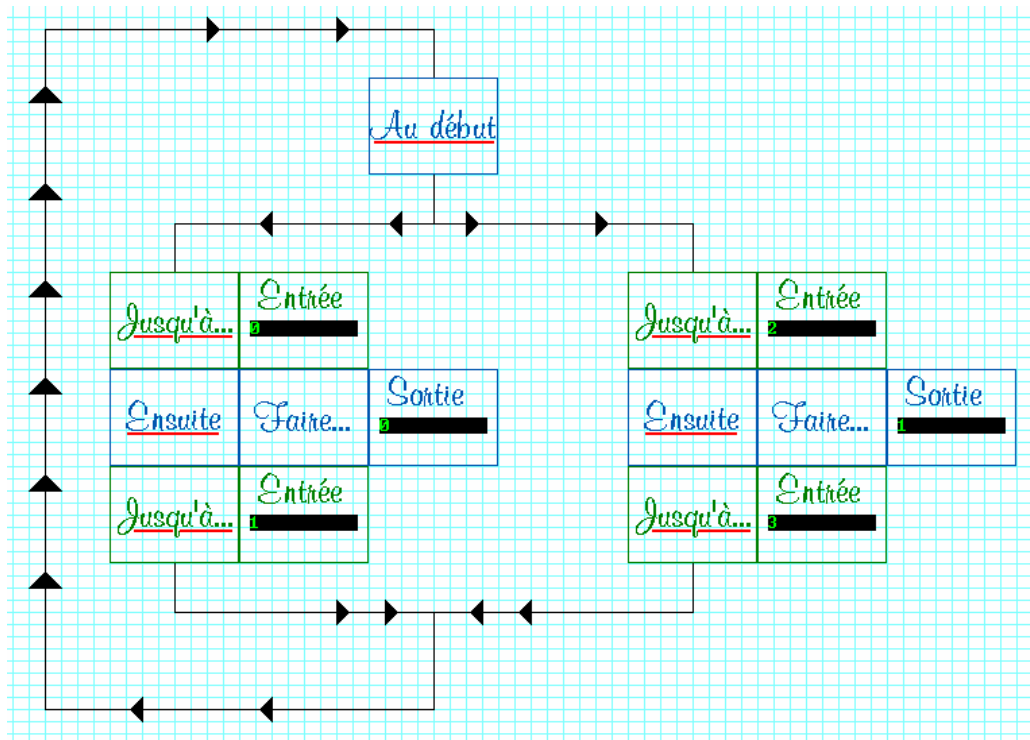 Au début
Jusqu'à... Entrée
0
Jusqu'à... Entrée
2
Ensuite Faire... Sortie
0
Ensuite Faire... Sortie
1
Jusqu'à... Entrée
1
Jusqu'à... Entrée
3